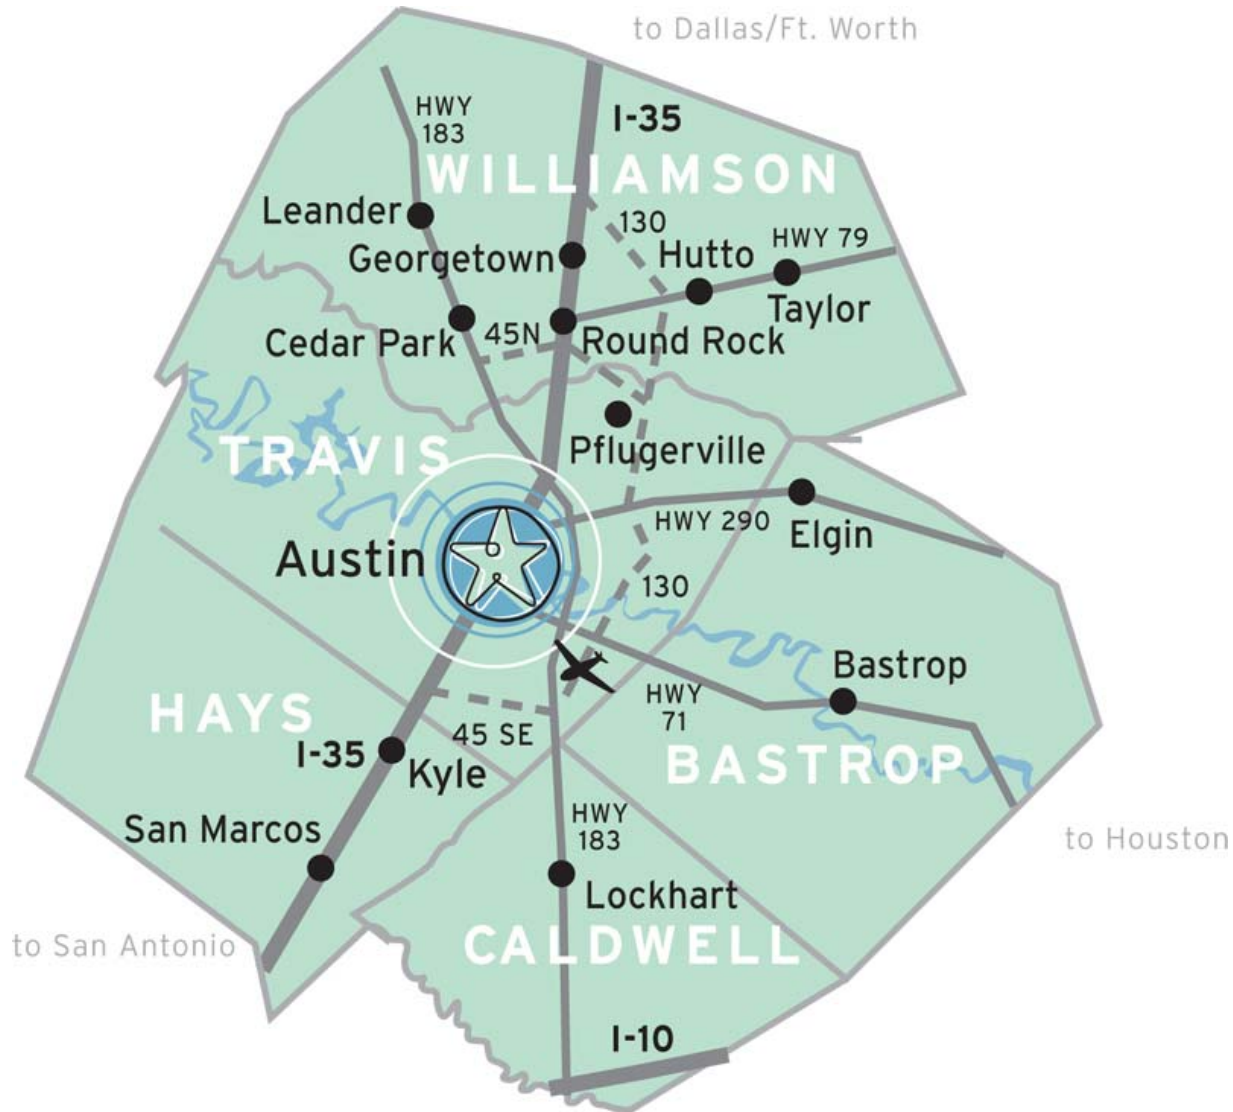 to Dallas/Ft. Worth
HWY
183
I-35
WILLIAMSON
Leander
130
Georgetown
Hutto
HWY 79
Taylor
Cedar Park
45N
Round Rock
TRAVIS
Pflugerville
HWY 290
Elgin
Austin
130
Bastrop
HWY
71
HAYS
45 SE
I-35
Kyle
BASTROP
HWY
183
San Marcos
to Houston
Lockhart
to San Antonio
CALDWELL
I-10